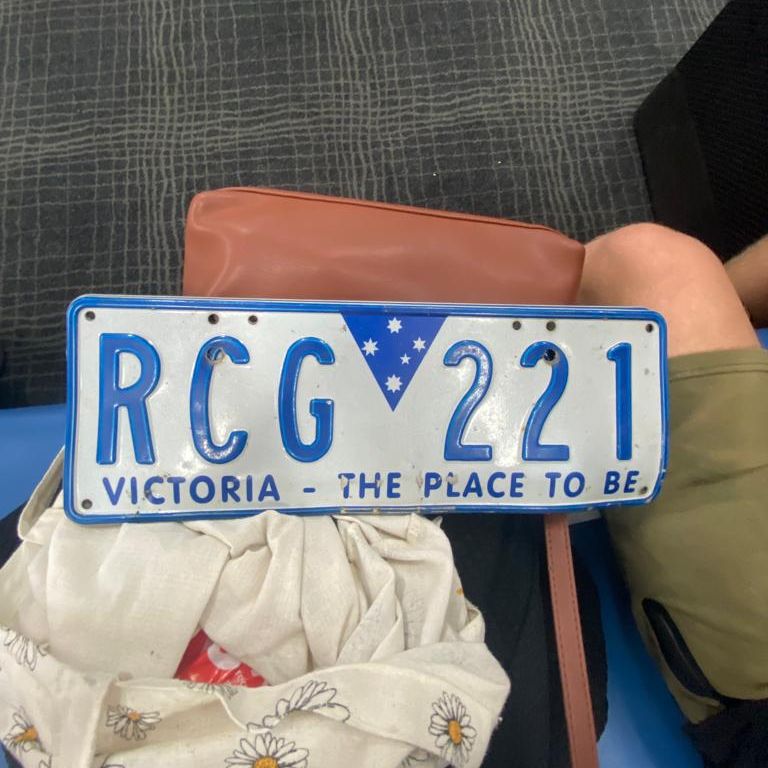 RCG 221
VICTORIA - THE PLACE TO BE